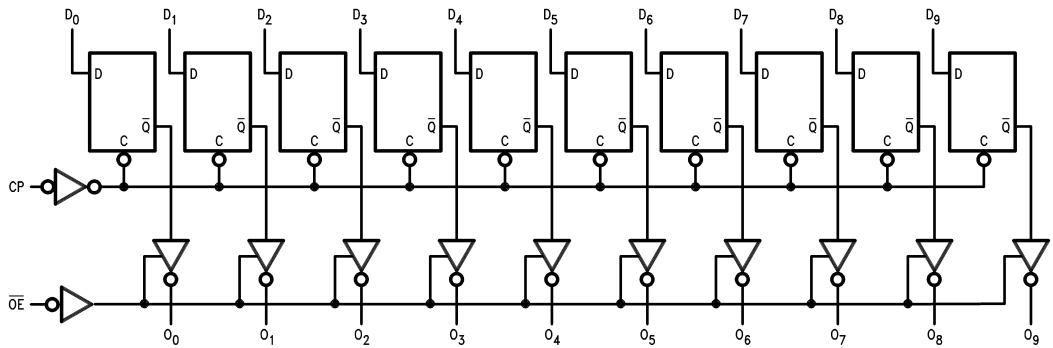 D0 D1 D2 D3 D4 D5 D6 D7 D8 D9
D D D D D D D D D D
Q̅ Q̅ Q̅ Q̅ Q̅ Q̅ Q̅ Q̅ Q̅ Q̅
C C C C C C C C C C
CP
O̅E̅
O0 O1 O2 O3 O4 O5 O6 O7 O8 O9